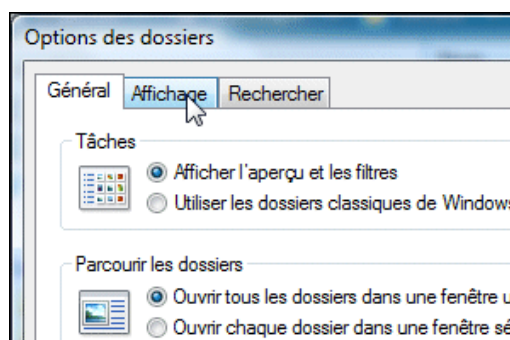 Options des dossiers
Général Affichage Rechercher
Tâches
Afficher l'aperçu et les filtres
Utiliser les dossiers classiques de Windows
Parcourir les dossiers
Ouvrir tous les dossiers dans une fenêtre u
Ouvrir chaque dossier dans une fenêtre sé